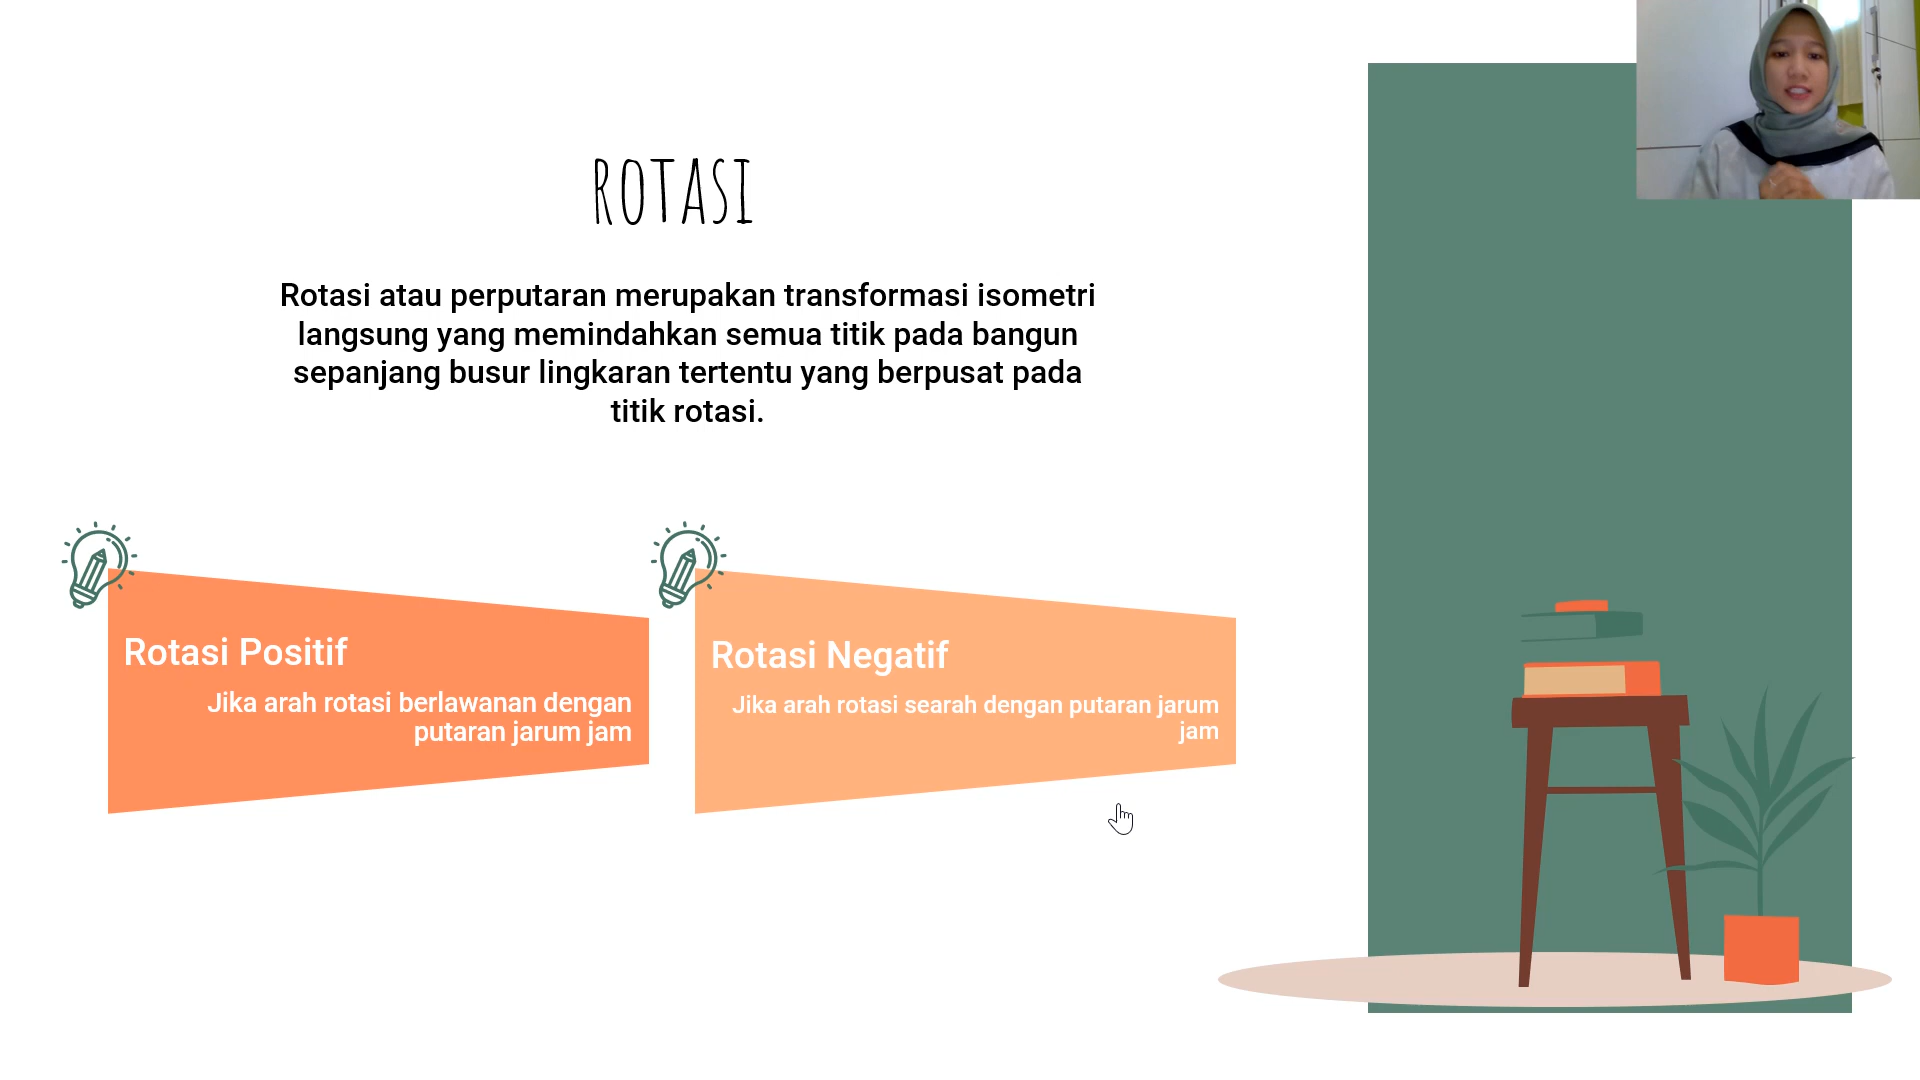 ROTASI
Rotasi atau perputaran merupakan transformasi isometri
langsung yang memindahkan semua titik pada bangun
sepanjang busur lingkaran tertentu yang berpusat pada
titik rotasi.
Rotasi Positif
Jika arah rotasi berlawanan dengan
putaran jarum jam
Rotasi Negatif
Jika arah rotasi searah dengan putaran jarum
jam